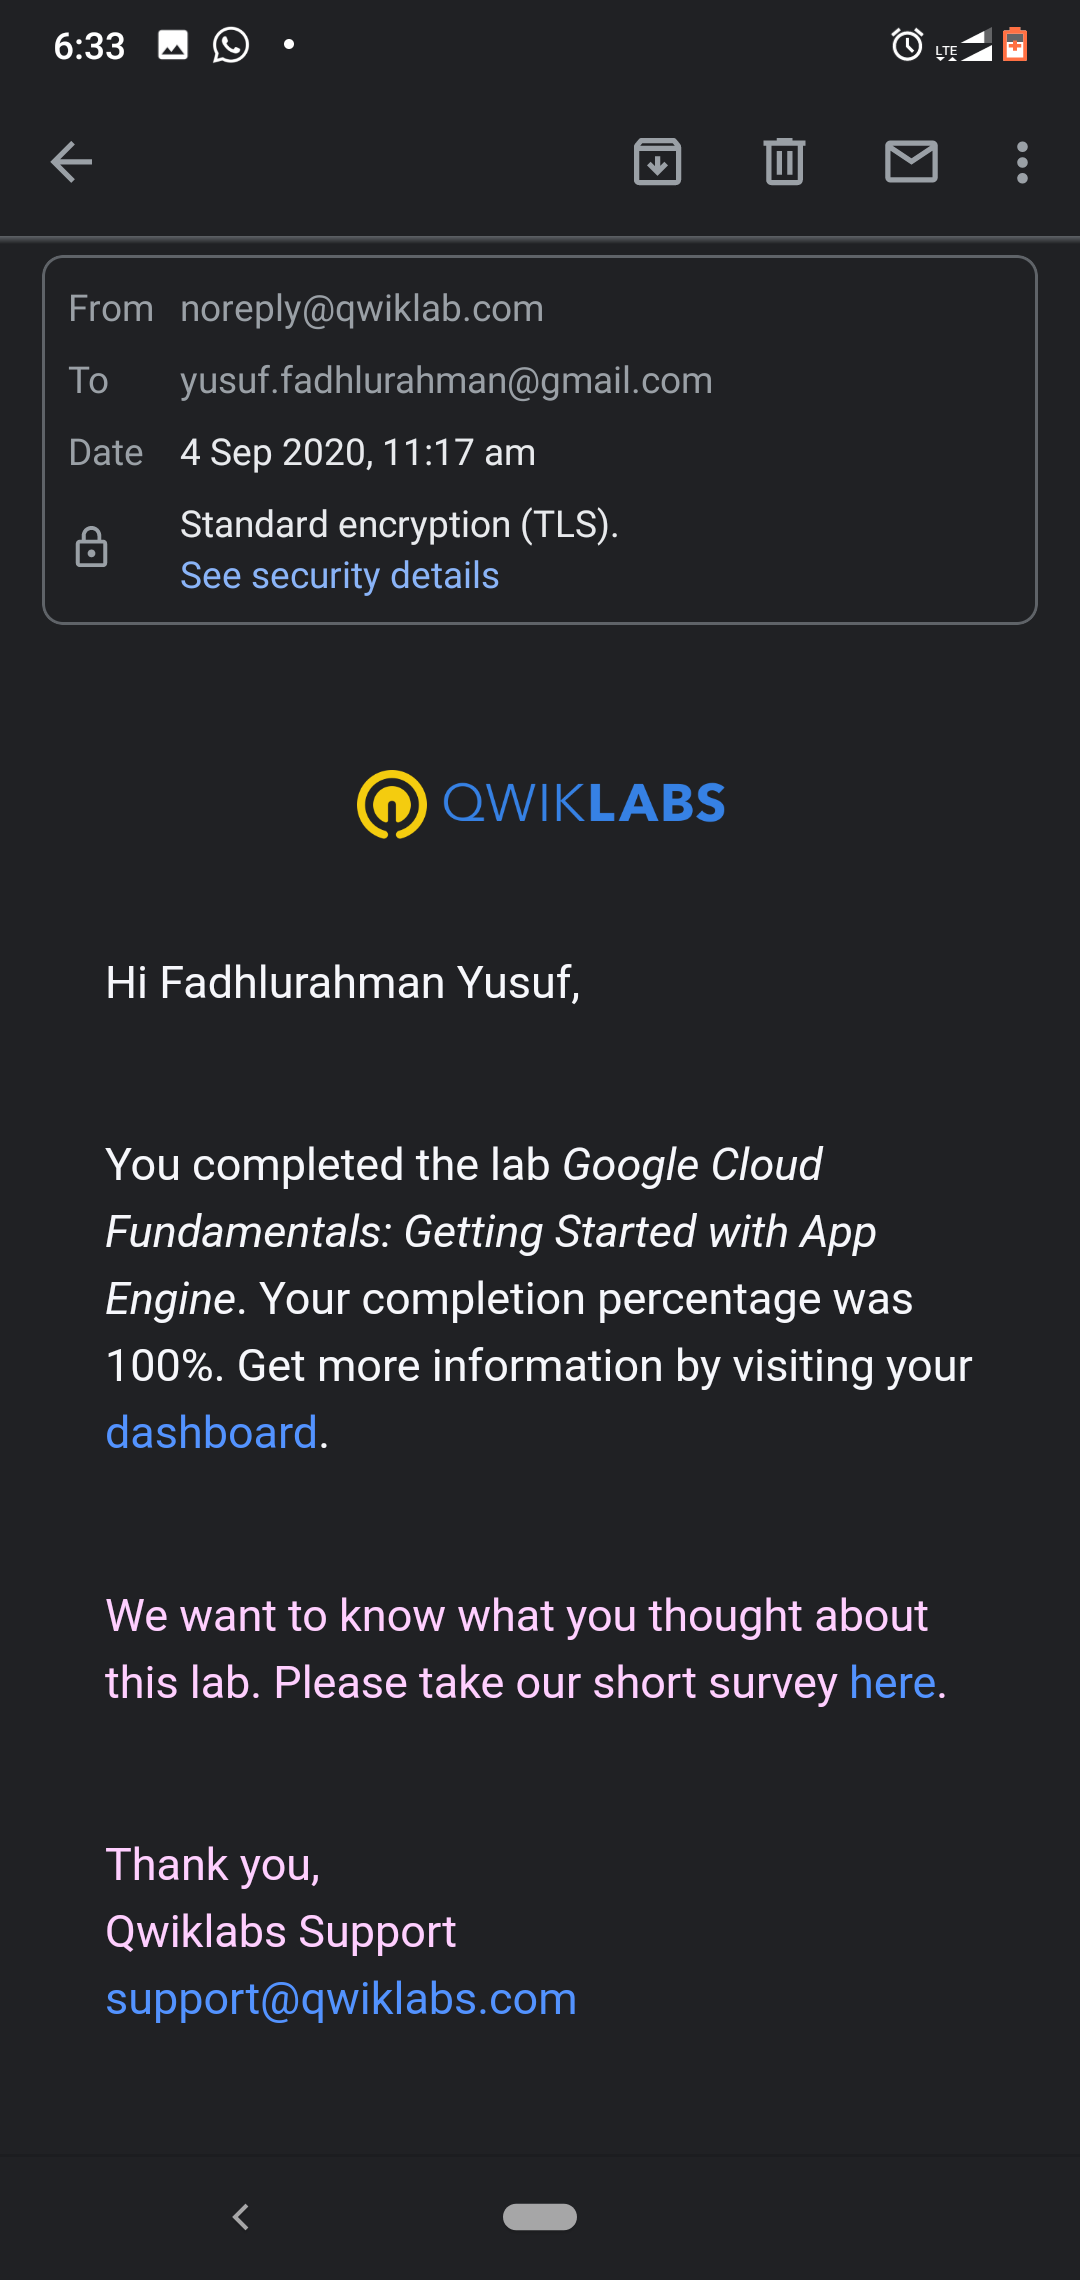 6:33
LTE
From noreply@qwiklab.com
To yusuf.fadhlurahman@gmail.com
Date 4 Sep 2020, 11:17 am
Standard encryption (TLS).
See security details
QWIKLABS
Hi Fadhlurahman Yusuf,
You completed the lab Google Cloud
Fundamentals: Getting Started with App
Engine. Your completion percentage was
100%. Get more information by visiting your
dashboard.
We want to know what you thought about
this lab. Please take our short survey here.
Thank you,
Qwiklabs Support
support@qwiklabs.com